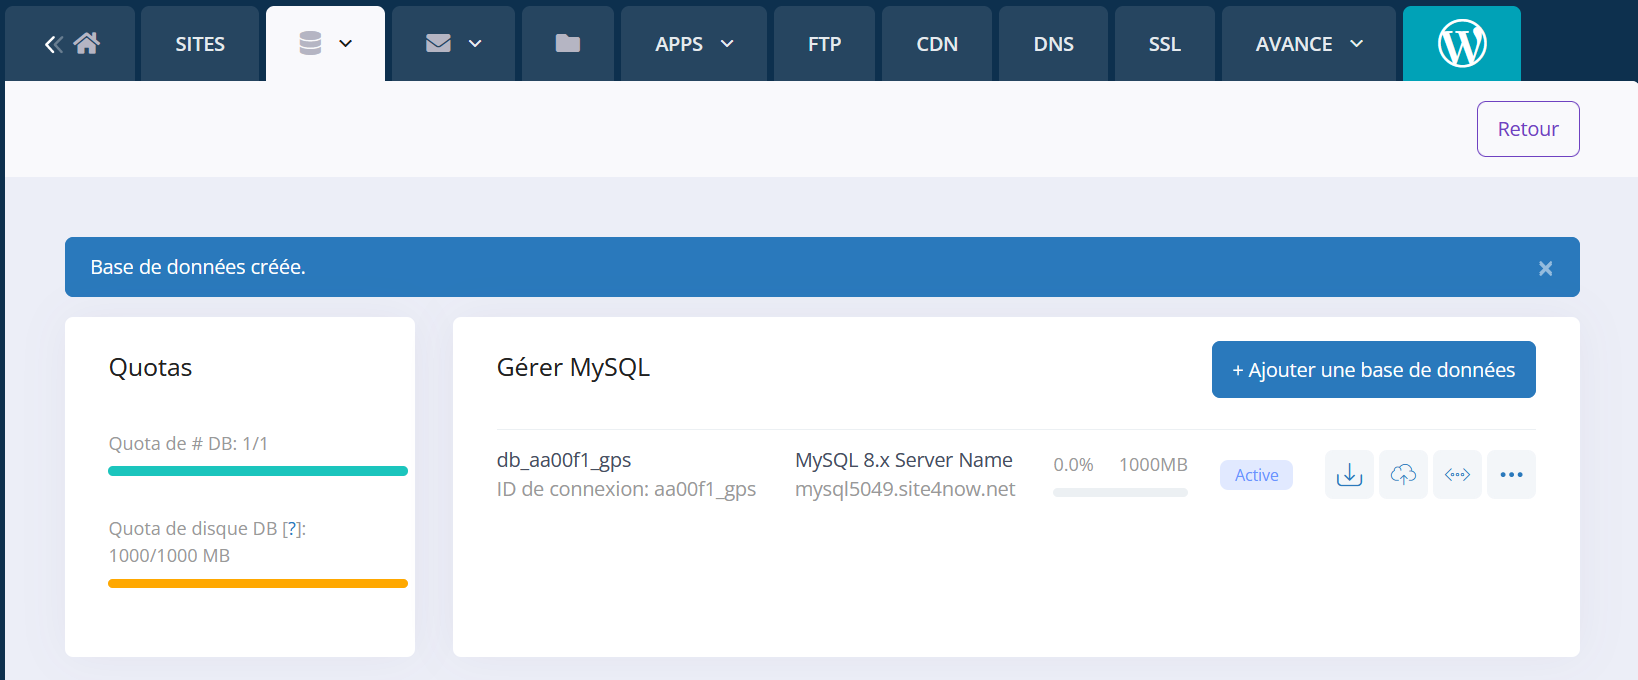 SITES
APPS
FTP
CDN
DNS
SSL
AVANCE
Retour
Base de données créée.
Quotas
Quota de # DB: 1/1
Quota de disque DB [?]:
1000/1000 MB
Gérer MySQL
+ Ajouter une base de données
db_aa00f1_gps
ID de connexion: aa00f1_gps
MySQL 8.x Server Name
mysql5049.site4now.net
0.0% 1000MB
Active